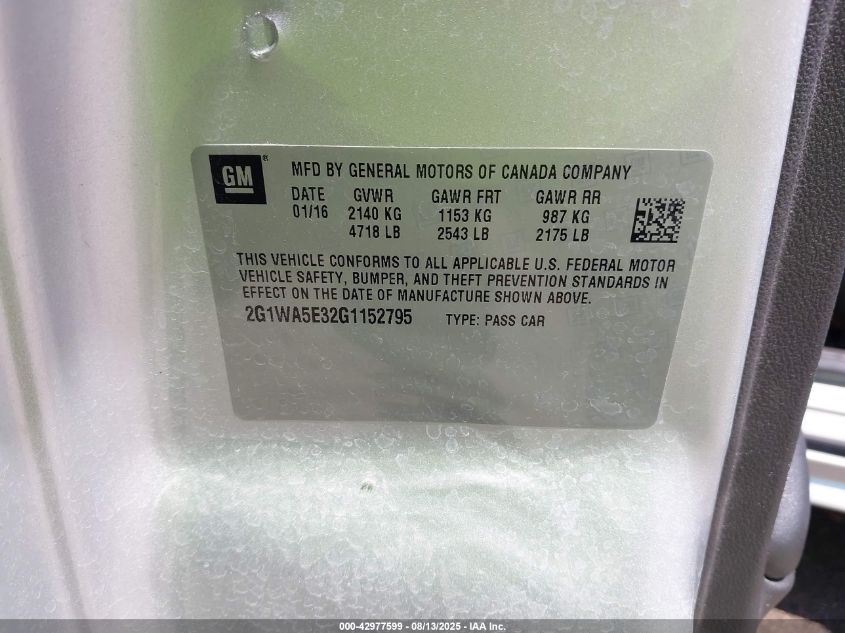 GM ®
MFD BY GENERAL MOTORS OF CANADA COMPANY
DATE GVWR GAWR FRT GAWR RR
01/16 2140 KG 1153 KG 987 KG
4718 LB 2543 LB 2175 LB
THIS VEHICLE CONFORMS TO ALL APPLICABLE U.S. FEDERAL MOTOR
VEHICLE SAFETY, BUMPER, AND THEFT PREVENTION STANDARDS IN
EFFECT ON THE DATE OF MANUFACTURE SHOWN ABOVE.
2G1WA5E32G1152795 TYPE: PASS CAR
000-42977599 - 08/13/2025 - IAA Inc.